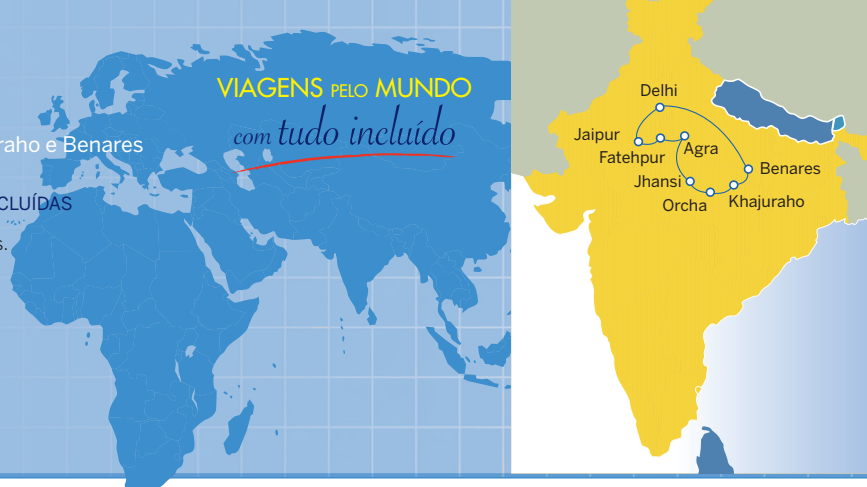 VIAGENS PELO MUNDO
com tudo incluído
raho e Benares
CLUÍDAS
s.
Delhi
Jaipur
Agra
Fatehpur
Benares
Jhansi
Khajuraho
Orcha